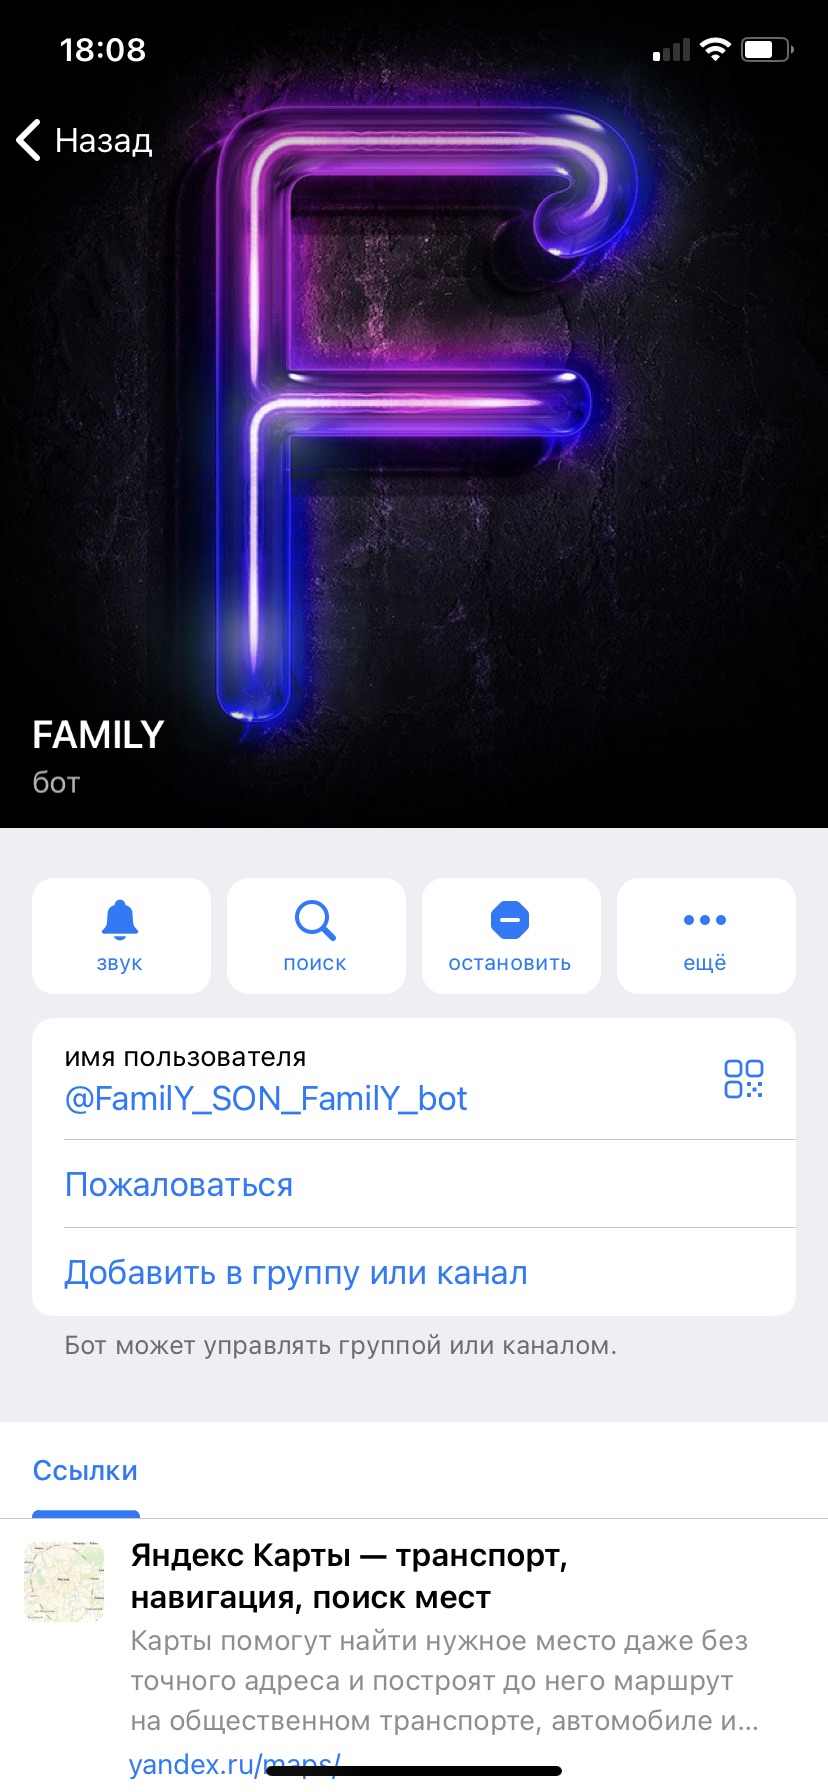 18:08
Назад
FAMILY
бот
звук
поиск
остановить
ещё
имя пользователя
@FamilY_SON_FamilY_bot
Пожаловаться
Добавить в группу или канал
Бот может управлять группой или каналом.
Ссылки
Яндекс Карты — транспорт,
навигация, поиск мест
Карты помогут найти нужное место даже без
точного адреса и построят до него маршрут
на общественном транспорте, автомобиле и...
yandex.ru/maps/